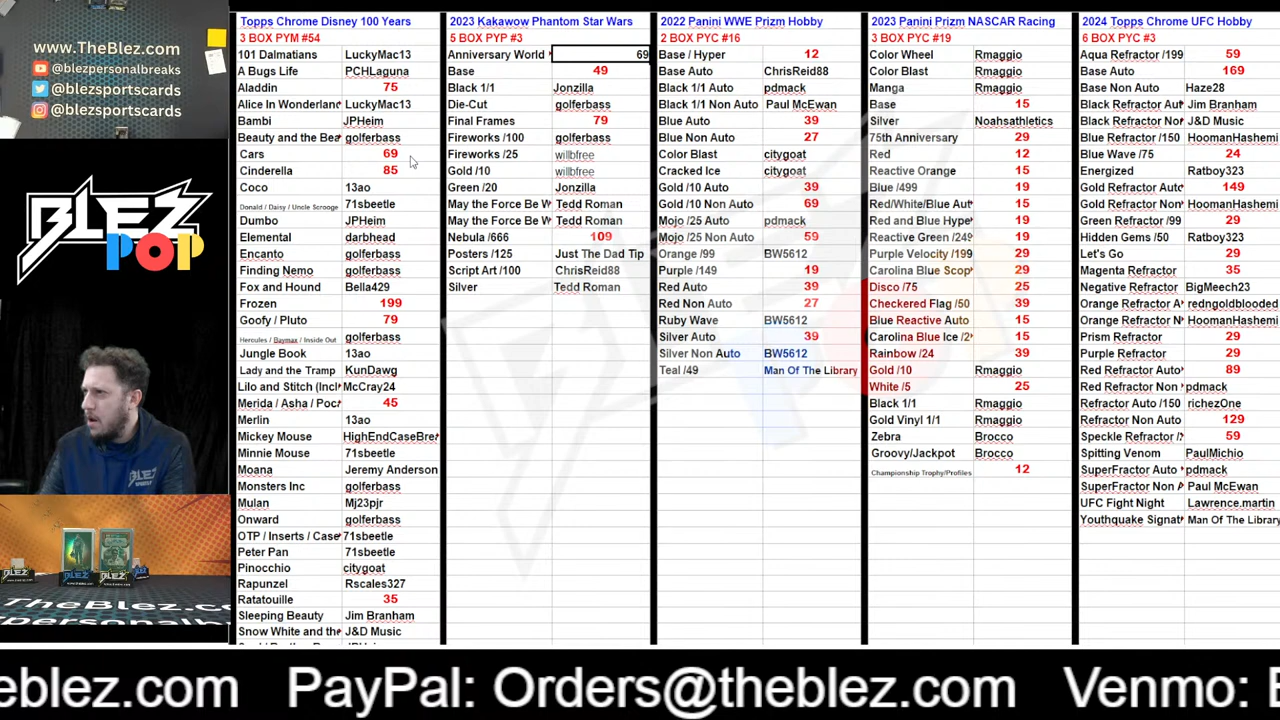 www.TheBlez.com
@blezpersonalbreaks
@blezsportscards
@blezpersonalbreaks
BLEZ
POP
BLEZ BLEZ BLEZ
www.TheBlez.c
personalbreaks
Topps Chrome Disney 100 Years
3 BOX PYM #54
101 Dalmatians LuckyMac13
A Bugs Life PCHLaguna
Aladdin 75
Alice In Wonderland LuckyMac13
Bambi JPHeim
Beauty and the Bea golferbass
Cars 69
Cinderella 85
Coco 13ao
Donald / Daisy / Uncle Scrooge 71sbeetle
Dumbo JPHeim
Elemental darbhead
Encanto golferbass
Finding Nemo golferbass
Fox and Hound Bella429
Frozen 199
Goofy / Pluto 79
Hercules / Baymax / Inside Out golferbass
Jungle Book 13ao
Lady and the Tramp KunDawg
Lilo and Stitch (Incl McCray24
Merida / Asha / Poca 45
Merlin 13ao
Mickey Mouse HighEndCaseBre
Minnie Mouse 71sbeetle
Moana Jeremy Anderson
Monsters Inc golferbass
Mulan Mj23pjr
Onward golferbass
OTP / Inserts / Case 71sbeetle
Peter Pan 71sbeetle
Pinocchio citygoat
Rapunzel Rscales327
Ratatouille 35
Sleeping Beauty Jim Branham
Snow White and the J&D Music
2023 Kakawow Phantom Star Wars
5 BOX PYP #3
Anniversary World 69
Base 49
Black 1/1 Jonzilla
Die-Cut golferbass
Final Frames 79
Fireworks /100 golferbass
Fireworks /25 willbfree
Gold /10 willbfree
Green /20 Jonzilla
May the Force Be W Tedd Roman
May the Force Be W Tedd Roman
Nebula /666 109
Posters /125 Just The Dad Tip
Script Art /100 ChrisReid88
Silver Tedd Roman
2022 Panini WWE Prizm Hobby
2 BOX PYC #16
Base / Hyper 12
Base Auto ChrisReid88
Black 1/1 Auto pdmack
Black 1/1 Non Auto Paul McEwan
Blue Auto 39
Blue Non Auto 27
Color Blast citygoat
Cracked Ice citygoat
Gold /10 Auto 39
Gold /10 Non Auto 69
Mojo /25 Auto pdmack
Mojo /25 Non Auto 59
Orange /99 BW5612
Purple /149 19
Red Auto 39
Red Non Auto 27
Ruby Wave BW5612
Silver Auto 39
Silver Non Auto BW5612
Teal /49 Man Of The Library
2023 Panini Prizm NASCAR Racing
3 BOX PYC #19
Color Wheel Rmaggio
Color Blast Rmaggio
Manga Rmaggio
Base 15
Silver Noahsathletics
75th Anniversary 29
Red 12
Reactive Orange 15
Blue /499 19
Red/White/Blue Aut 15
Red and Blue Hype 19
Reactive Green /249 19
Purple Velocity /199 29
Carolina Blue Scop 29
Disco /75 25
Checkered Flag /50 39
Blue Reactive Auto 15
Carolina Blue Ice /2 15
Rainbow /24 39
Gold /10 Rmaggio
White /5 25
Black 1/1 Rmaggio
Gold Vinyl 1/1 Rmaggio
Zebra Brocco
Groovy/Jackpot Brocco
Championship Trophy/Profiles 12
2024 Topps Chrome UFC Hobby
6 BOX PYC #3
Aqua Refractor /199 59
Base Auto 169
Base Non Auto Haze28
Black Refractor Aut Jim Branham
Black Refractor Non J&D Music
Blue Refractor /150 HoomanHashemi
Blue Wave /75 24
Energized Ratboy323
Gold Refractor Auto 149
Gold Refractor Non HoomanHashemi
Green Refractor /99 29
Hidden Gems /50 Ratboy323
Let's Go 29
Magenta Refractor 35
Negative Refractor BigMeech23
Orange Refractor A redngoldblooded
Orange Refractor N HoomanHashemi
Prism Refractor 29
Purple Refractor 29
Red Refractor Auto 89
Red Refractor Non pdmack
Refractor Auto /150 richezOne
Refractor Non Auto 129
Speckle Refractor /2 59
Spitting Venom PaulMichio
SuperFractor Auto pdmack
SuperFractor Non A Paul McEwan
UFC Fight Night Lawrence.martin
Youthquake Signat Man Of The Library
eblez.com PayPal: Orders@theblez.com Venmo: